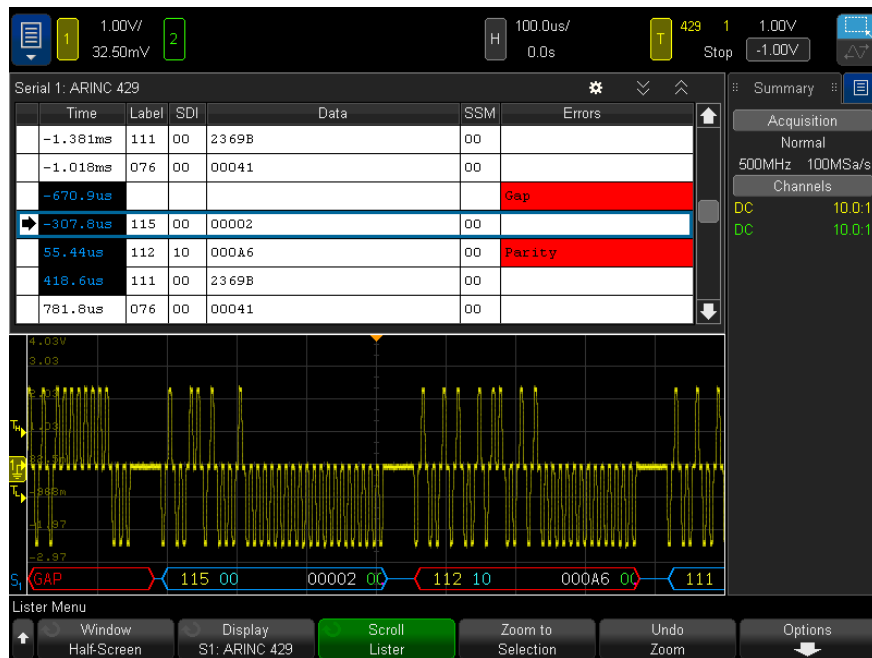 1.00V/ 100.0us/ 429 1 1.00V
1 2 H T
32.50mV 0.0s Stop -1.00V
Serial 1: ARINC 429
Summary
Time Label SDI Data SSM Errors
-1.381ms 111 00 2369B 00
-1.018ms 076 00 00041 00
-670.9us Gap
-307.8us 115 00 00002 00
55.44us 112 10 000A6 00 Parity
418.6us 111 00 2369B 00
781.8us 076 00 00041 00
Acquisition
Normal
500MHz 100MSa/s
Channels
DC 10.0:1
DC 10.0:1
4.03V
3.03
1.03
-968m
-1.97
-2.97
S1 GAP 115 00 00002 00 112 10 000A6 00 111
Lister Menu
Window Display Scroll Zoom to Undo Options
Half-Screen S1: ARINC 429 Lister Selection Zoom